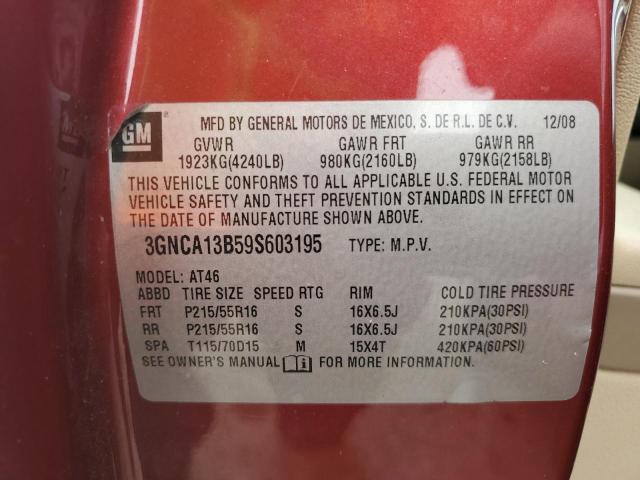 GM
MFD BY GENERAL MOTORS DE MEXICO, S. DE R.L. DE C.V. 12/08
GVWR GAWR FRT GAWR RR
1923KG(4240LB) 980KG(2160LB) 979KG(2158LB)
THIS VEHICLE CONFORMS TO ALL APPLICABLE U.S. FEDERAL MOTOR
VEHICLE SAFETY AND THEFT PREVENTION STANDARDS IN EFFECT ON
THE DATE OF MANUFACTURE SHOWN ABOVE.
3GNCA13B59S603195 TYPE: M.P.V.
MODEL: AT46
ABBD TIRE SIZE SPEED RTG RIM COLD TIRE PRESSURE
FRT P215/55R16 S 16X6.5J 210KPA(30PSI)
RR P215/55R16 S 16X6.5J 210KPA(30PSI)
SPA T115/70D15 M 15X4T 420KPA(60PSI)
SEE OWNER'S MANUAL i FOR MORE INFORMATION.